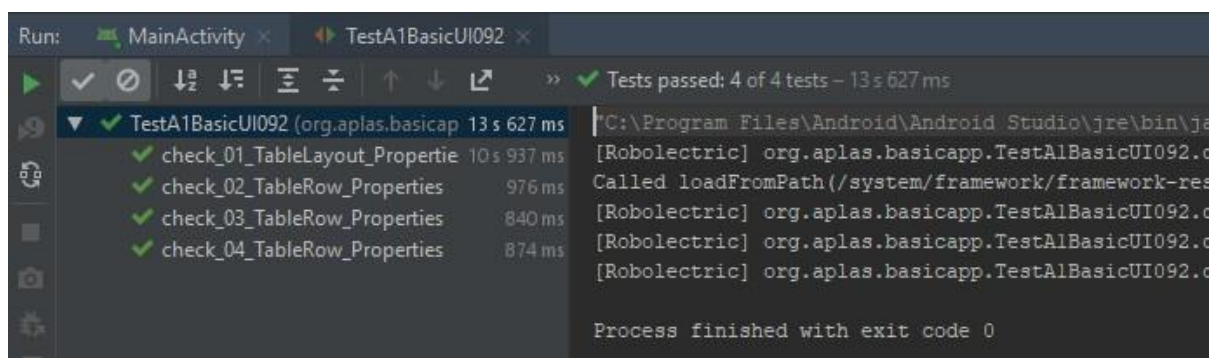 Run: MainActivity × TestA1BasicUI092 ×
Tests passed: 4 of 4 tests – 13 s 627 ms
TestA1BasicUI092 (org.aplas.basicap 13 s 627 ms
check_01_TableLayout_Propertie 10 s 937 ms
check_02_TableRow_Properties 976 ms
check_03_TableRow_Properties 840 ms
check_04_TableRow_Properties 874 ms
"C:\Program Files\Android\Android Studio\jre\bin\ja
[Robolectric] org.aplas.basicapp.TestA1BasicUI092.c
Called loadFromPath(/system/framework/framework-res
[Robolectric] org.aplas.basicapp.TestA1BasicUI092.c
[Robolectric] org.aplas.basicapp.TestA1BasicUI092.c
[Robolectric] org.aplas.basicapp.TestA1BasicUI092.c
Process finished with exit code 0